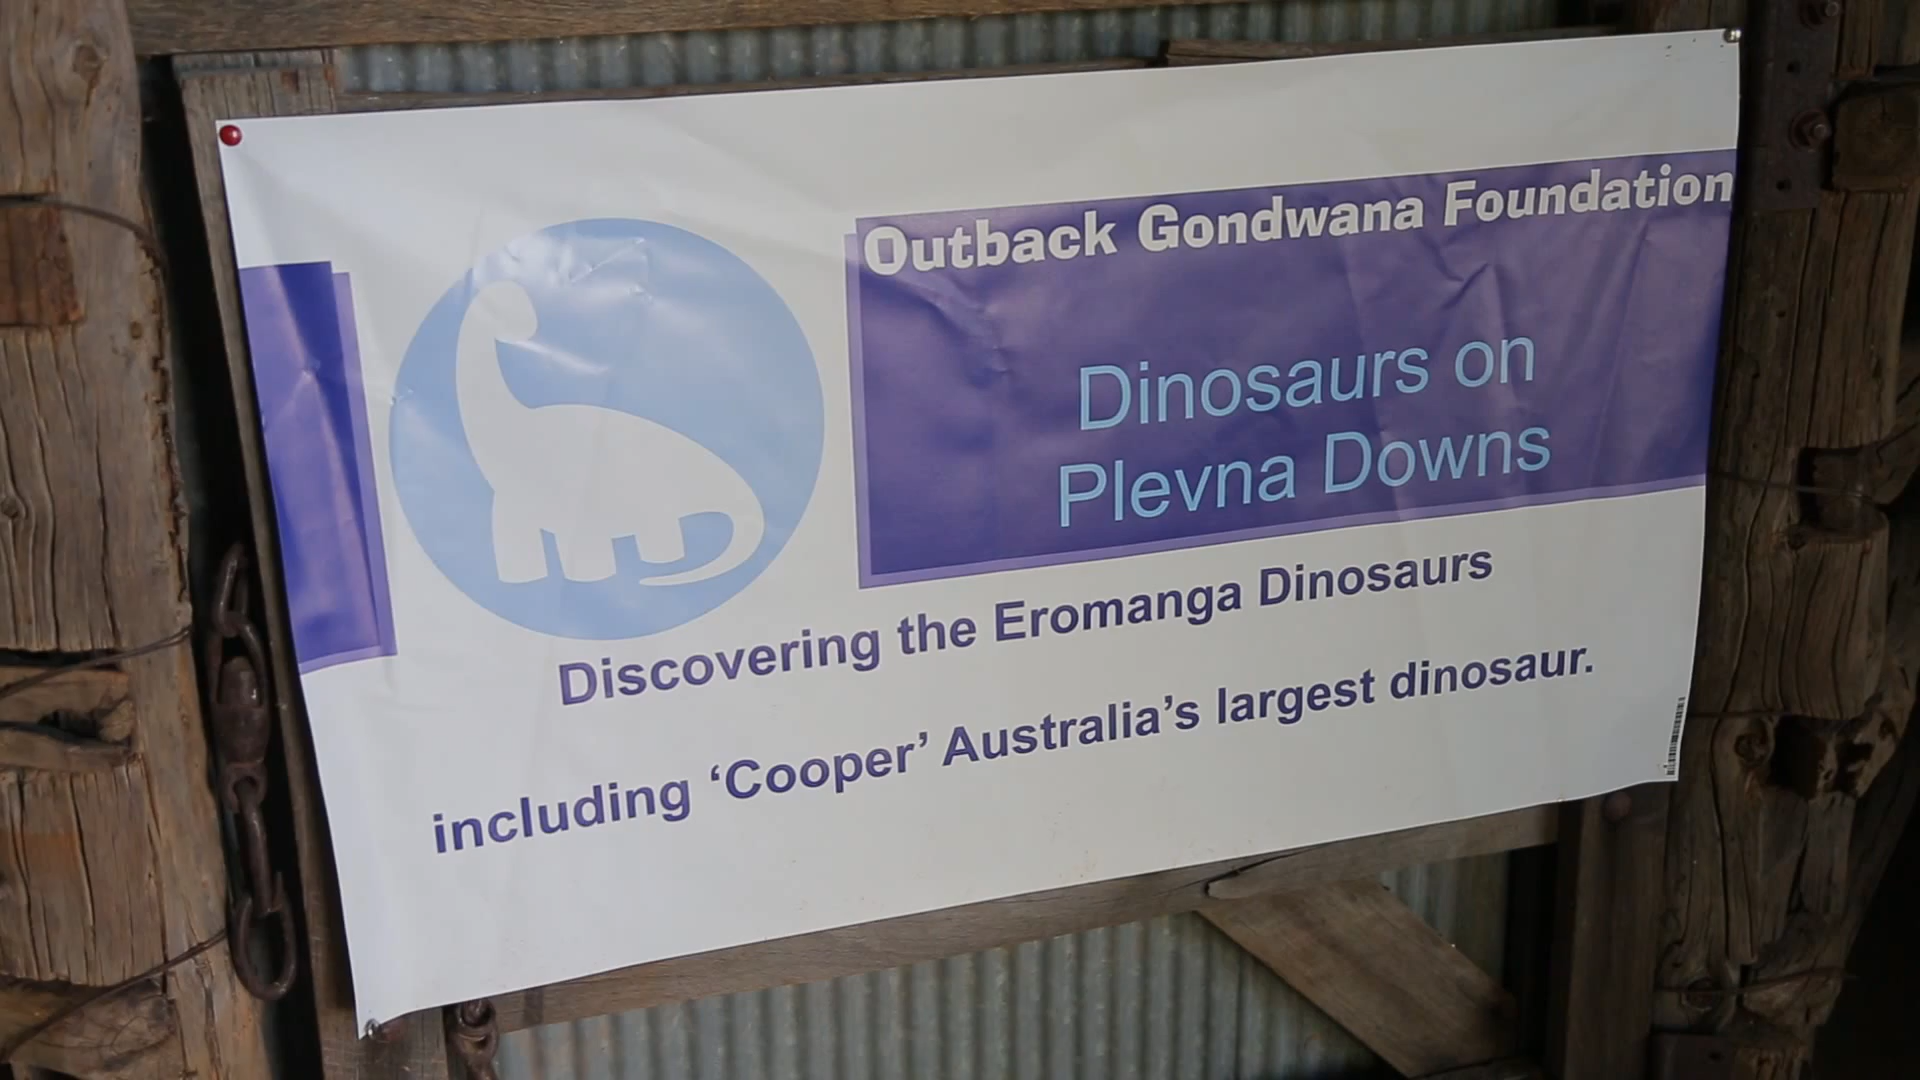 Outback Gondwana Foundation
Dinosaurs on
Plevna Downs
Discovering the Eromanga Dinosaurs
including ‘Cooper’ Australia’s largest dinosaur.